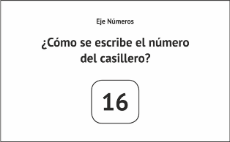 Eje Números
¿Cómo se escribe el número
del casillero?
16